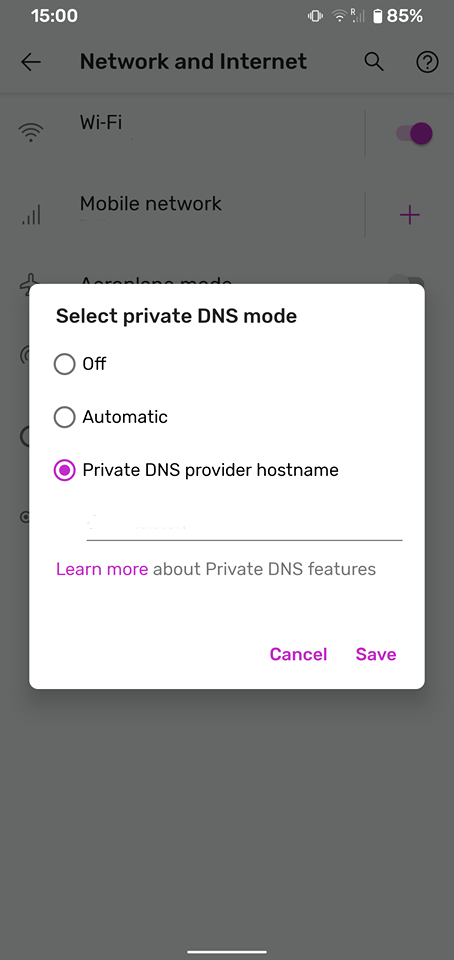 15:00
R
85%
Network and Internet
Wi-Fi
Mobile network
Aeroplane mode
Select private DNS mode
Off
Automatic
Private DNS provider hostname
Learn more about Private DNS features
Cancel
Save